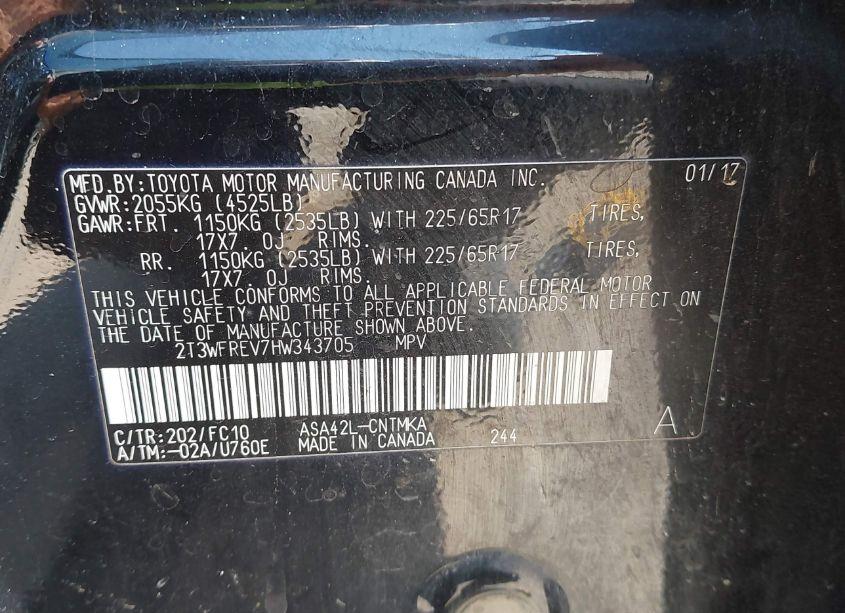 MFD.BY:TOYOTA MOTOR MANUFACTURING CANADA INC. 01/17
GVWR:2055KG (4525LB)
GAWR:FRT. 1150KG (2535LB) WITH 225/65R17 TIRES,
17X7.0J RIMS.
RR. 1150KG (2535LB) WITH 225/65R17 TIRES,
17X7.0J RIMS.
THIS VEHICLE CONFORMS TO ALL APPLICABLE FEDERAL MOTOR
VEHICLE SAFETY AND THEFT PREVENTION STANDARDS IN EFFECT ON
THE DATE OF MANUFACTURE SHOWN ABOVE.
2T3WFREV7HW343705 MPV
C/TR:202/FC10 ASA42L-CNTMKA
A/TM:-02A/U760E MADE IN CANADA 244 A